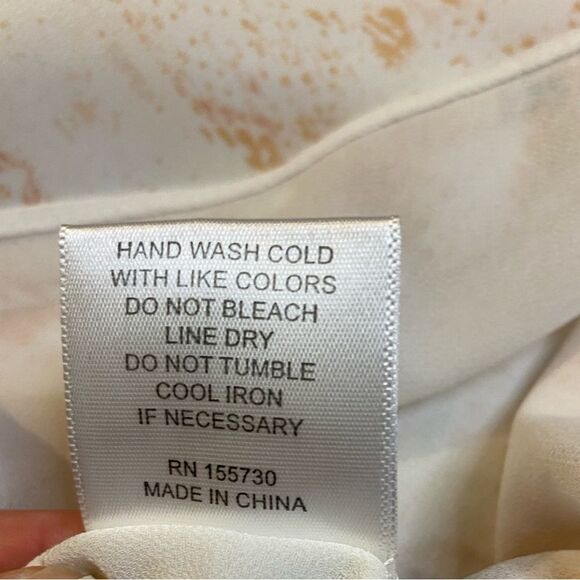 HAND WASH COLD
WITH LIKE COLORS
DO NOT BLEACH
LINE DRY
DO NOT TUMBLE
COOL IRON
IF NECESSARY
RN 155730
MADE IN CHINA